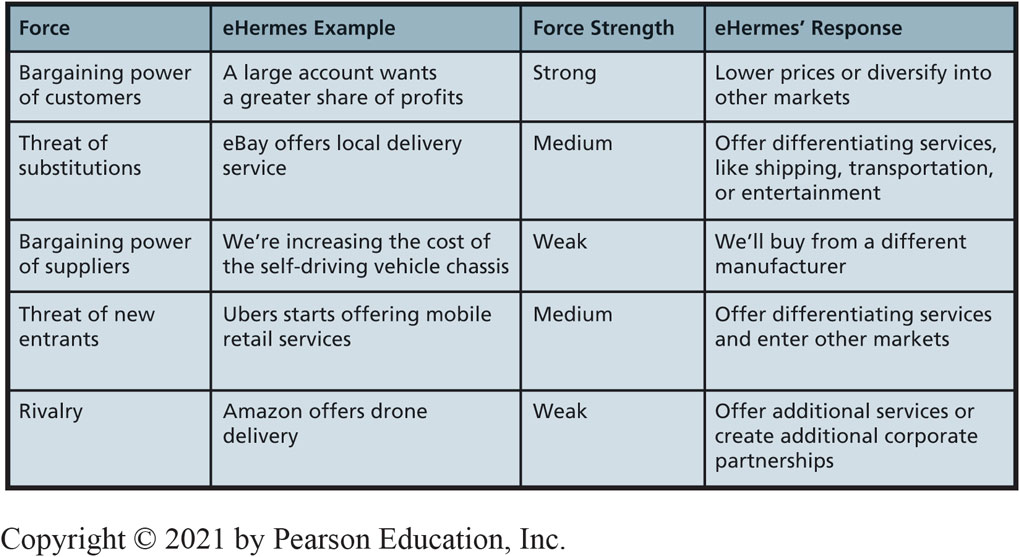 Force eHermes Example Force Strength eHermes’ Response
Bargaining power
of customers
A large account wants
a greater share of profits
Strong
Lower prices or diversify into
other markets
Threat of
substitutions
eBay offers local delivery
service
Medium
Offer differentiating services,
like shipping, transportation,
or entertainment
Bargaining power
of suppliers
We’re increasing the cost of
the self-driving vehicle chassis
Weak
We’ll buy from a different
manufacturer
Threat of new
entrants
Ubers starts offering mobile
retail services
Medium
Offer differentiating services
and enter other markets
Rivalry
Amazon offers drone
delivery
Weak
Offer additional services or
create additional corporate
partnerships
Copyright © 2021 by Pearson Education, Inc.